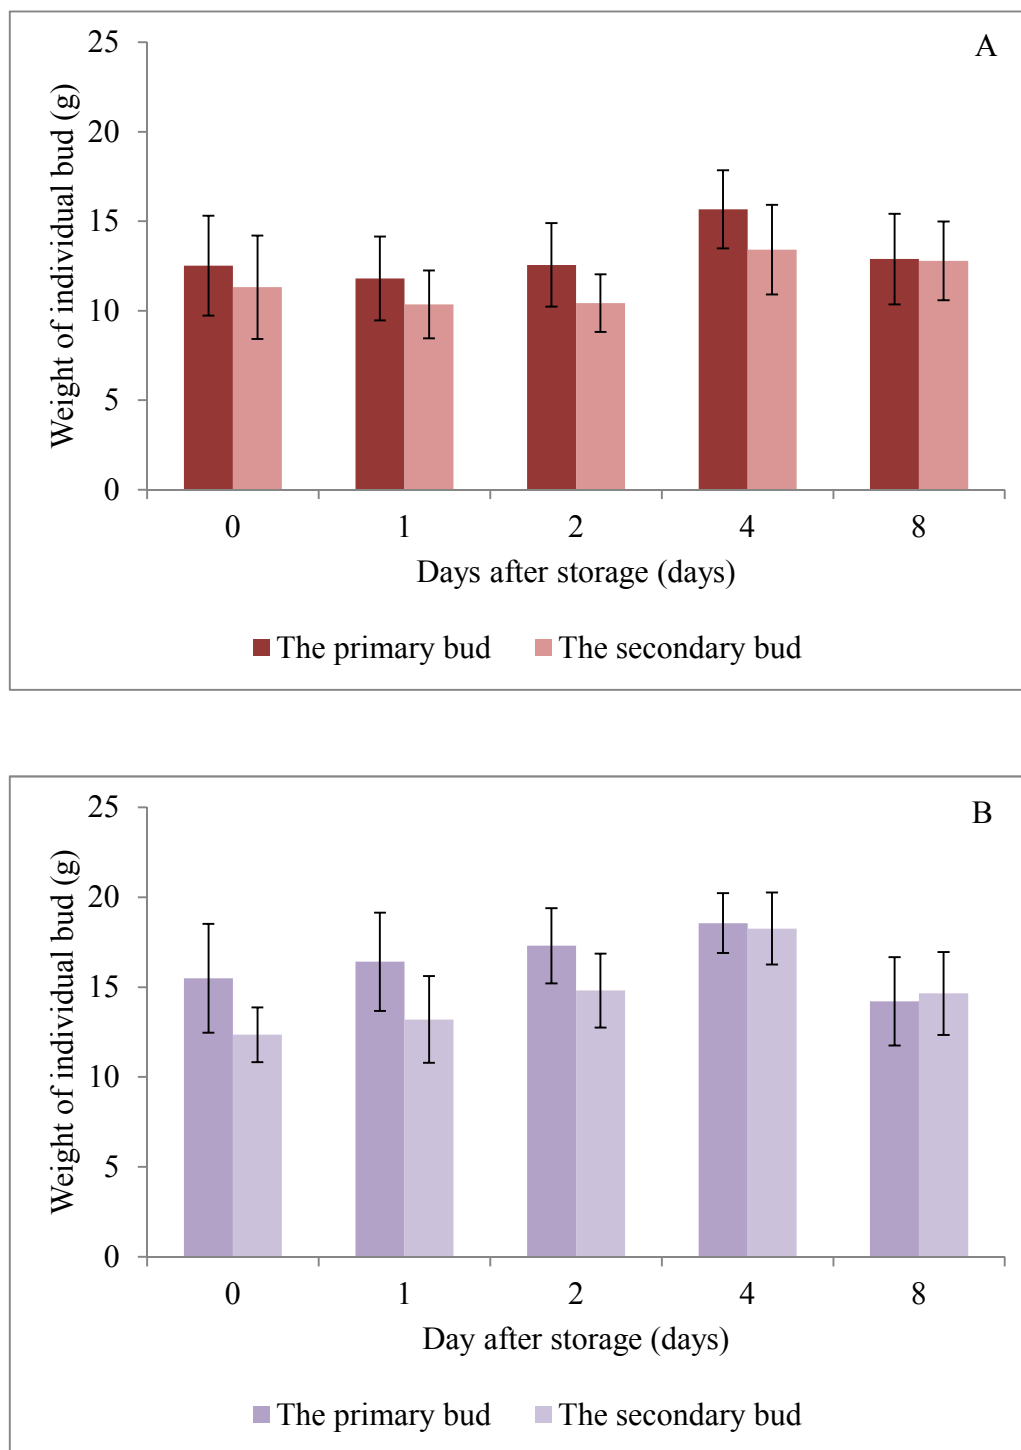 A
25
20
15
10
5
0
Weight of individual bud (g)
0 1 2 4 8
Days after storage (days)
The primary bud The secondary bud
B
25
20
15
10
5
0
Weight of individual bud (g)
0 1 2 4 8
Day after storage (days)
The primary bud The secondary bud